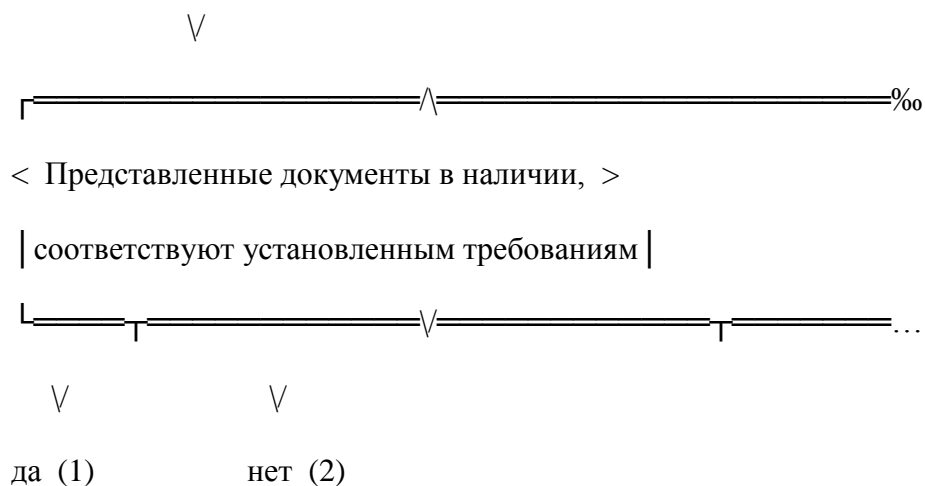 \/
┌══════════════════/\════════════════════‰
< Представленные документы в наличии, >
│соответствуют установленным требованиям│
└════┬════════════\/════════════┬═══════…
\/ \/
да (1) нет (2)